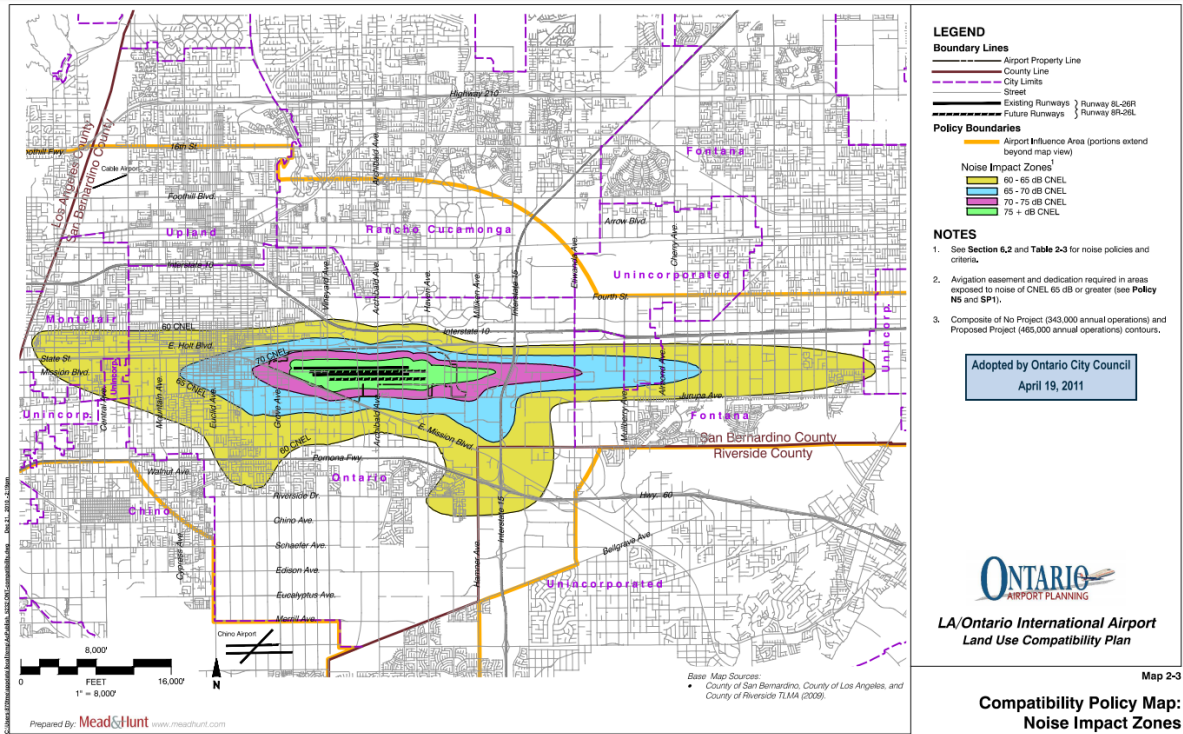 Highway 210
16th St.
Cable Airport
Los Angeles County
San Bernardino County
Foothill Blvd.
Archibald Ave.
Fontana
Arrow Blvd.
Cherry Ave.
Upland
Rancho Cucamonga
Etiwanda
Unincorporated
Interstate 10
Vineyard Ave.
Archibald Ave.
Haven Ave.
Milliken Ave.
Interstate 15
Fourth St.
Montclair
60 CNEL
E. Holt Blvd.
Interstate 10
Unincorp.
State St.
Mission Blvd.
70 CNEL
65 CNEL
Unincorp.
Unincorp.
Central Ave.
Mountain Ave.
Euclid Ave.
Grove Ave.
Archibald Ave.
E. Mission Blvd.
Mulberry Ave.
Almond Ave.
Jurupa Ave.
Fontana
60 CNEL
San Bernardino County
Riverside County
Pomona Fwy.
Walnut Ave.
Ontario
Riverside Dr.
Hwy. 60
Chino
Chino Ave.
Schaefer Ave.
Interstate 15
Bellgrave Ave.
Cypress Ave.
Edison Ave.
Hamner Ave.
Eucalyptus Ave.
Unincorporated
Merrill Ave.
Chino Airport
8,000'
0
FEET
16,000'
1" = 8,000'
N
Prepared By: Mead&Hunt www.meadhunt.com
Base Map Sources:
• County of San Bernardino, County of Los Angeles, and
County of Riverside TLMA (2009).
LEGEND
Boundary Lines
Airport Property Line
County Line
City Limits
Street
Existing Runways } Runway 8L-26R
Future Runways } Runway 8R-26L
Policy Boundaries
Airport Influence Area (portions extend
beyond map view)
Noise Impact Zones 1
60 - 65 dB CNEL
65 - 70 dB CNEL
70 - 75 dB CNEL
75 + dB CNEL
NOTES
1. See Section 6.2 and Table 2-3 for noise policies and
criteria.
2. Avigation easement and dedication required in areas
exposed to noise of CNEL 65 dB or greater (see Policy
N5 and SP1).
3. Composite of No Project (343,000 annual operations) and
Proposed Project (465,000 annual operations) contours.
Adopted by Ontario City Council
April 19, 2011
ONTARIO
AIRPORT PLANNING
LA/Ontario International Airport
Land Use Compatibility Plan
Map 2-3
Compatibility Policy Map:
Noise Impact Zones